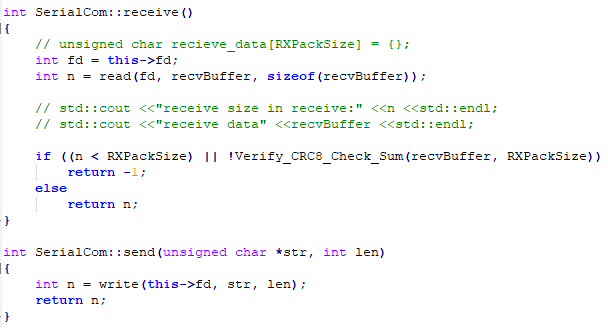 int SerialCom::receive()
{
    // unsigned char recieve_data[RXPackSize] = {};
    int fd = this->fd;
    int n = read(fd, recvBuffer, sizeof(recvBuffer));

    // std::cout <<"receive size in receive:" <<n <<std::endl;
    // std::cout <<"receive data" <<recvBuffer <<std::endl;

    if ((n < RXPackSize) || !Verify_CRC8_Check_Sum(recvBuffer, RXPackSize))
        return -1;
    else
        return n;
}

int SerialCom::send(unsigned char *str, int len)
{
    int n = write(this->fd, str, len);
    return n;
}